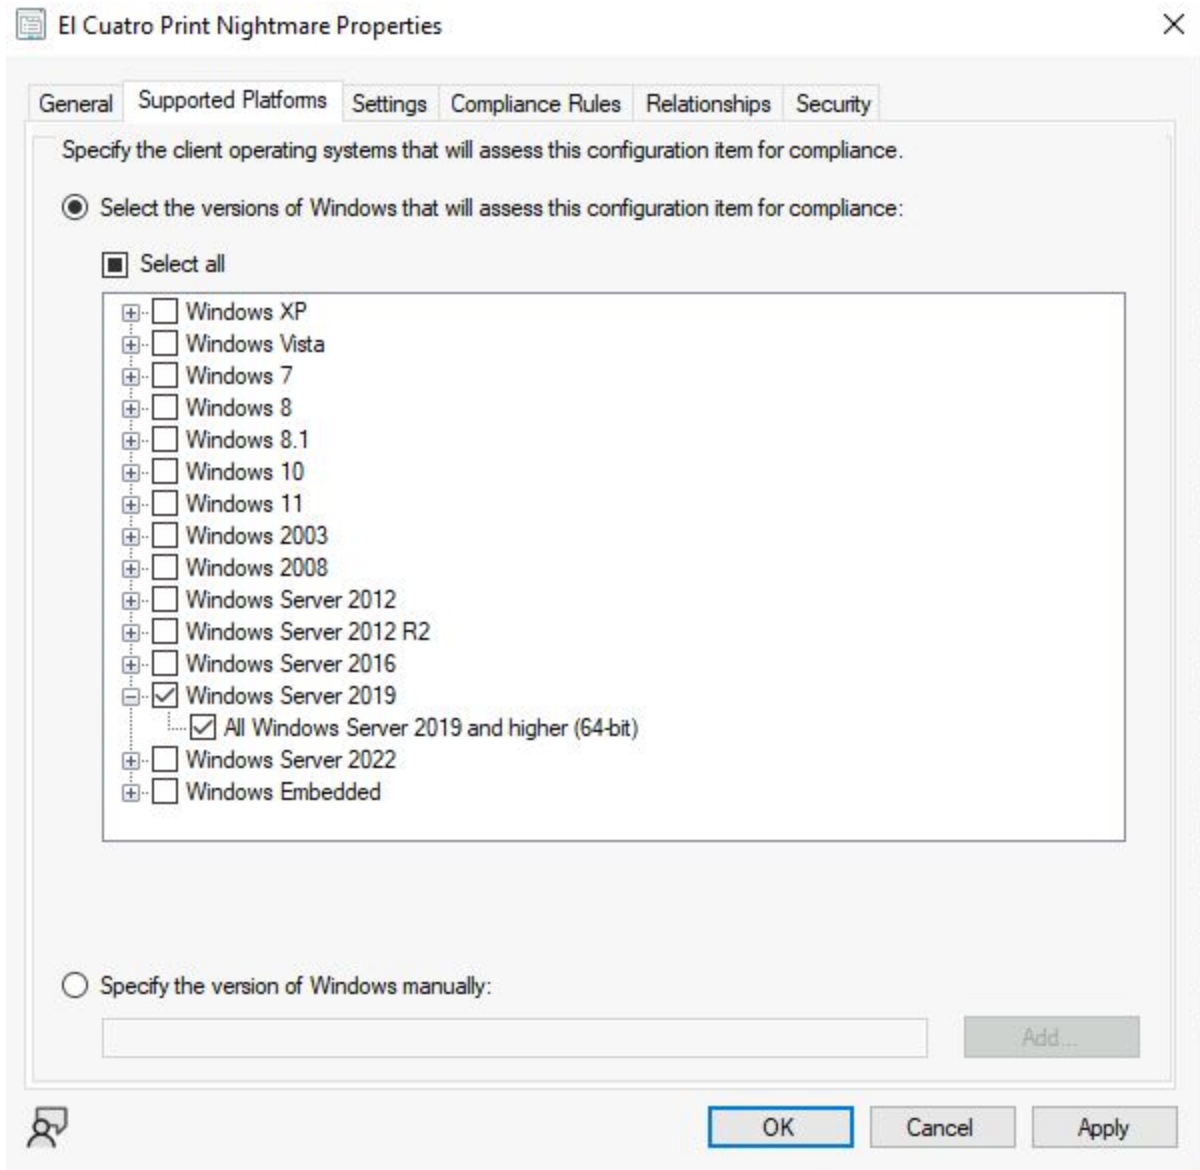 El Cuatro Print Nightmare Properties
General Supported Platforms Settings Compliance Rules Relationships Security
Specify the client operating systems that will assess this configuration item for compliance.
Select the versions of Windows that will assess this configuration item for compliance:
Select all
Windows XP
Windows Vista
Windows 7
Windows 8
Windows 8.1
Windows 10
Windows 11
Windows 2003
Windows 2008
Windows Server 2012
Windows Server 2012 R2
Windows Server 2016
Windows Server 2019
All Windows Server 2019 and higher (64-bit)
Windows Server 2022
Windows Embedded
Specify the version of Windows manually:
Add...
OK Cancel Apply